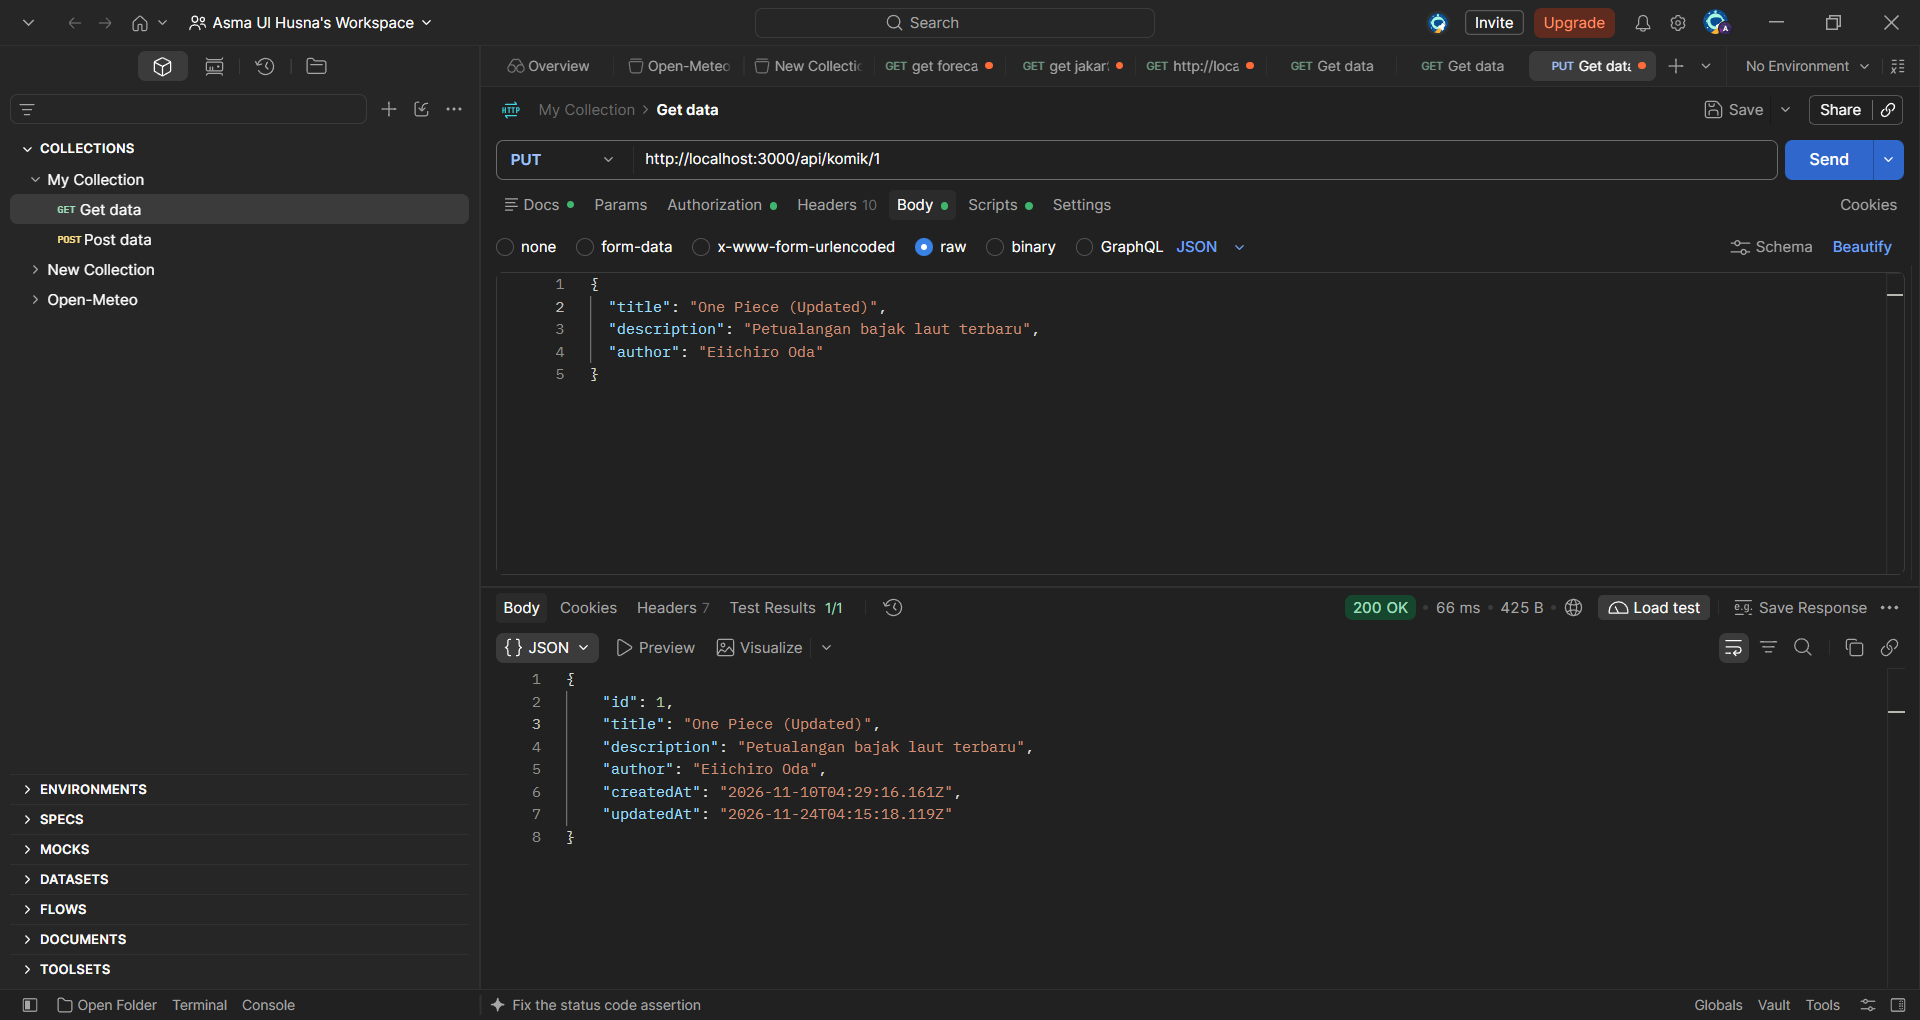 Asma Ul Husna's Workspace
Search
Invite
Upgrade
Overview
Open-Meteo
New Collectic
GET get foreca
GET get jakar
GET http://loca
GET Get data
GET Get data
PUT Get data
No Environment
COLLECTIONS
My Collection
GET Get data
POST Post data
New Collection
Open-Meteo
ENVIRONMENTS
SPECS
MOCKS
DATASETS
FLOWS
DOCUMENTS
TOOLSETS
HTTP My Collection > Get data
Save
Share
PUT
http://localhost:3000/api/komik/1
Send
Docs
Params
Authorization
Headers 10
Body
Scripts
Settings
Cookies
none
form-data
x-www-form-urlencoded
raw
binary
GraphQL
JSON
Schema
Beautify
1 {
2 "title": "One Piece (Updated)",
3 "description": "Petualangan bajak laut terbaru",
4 "author": "Eiichiro Oda"
5 }
Body
Cookies
Headers 7
Test Results 1/1
200 OK
66 ms
425 B
Load test
e.g. Save Response
{} JSON
Preview
Visualize
1 {
2 "id": 1,
3 "title": "One Piece (Updated)",
4 "description": "Petualangan bajak laut terbaru",
5 "author": "Eiichiro Oda",
6 "createdAt": "2026-11-10T04:29:16.161Z",
7 "updatedAt": "2026-11-24T04:15:18.119Z"
8 }
Open Folder
Terminal
Console
Fix the status code assertion
Globals
Vault
Tools